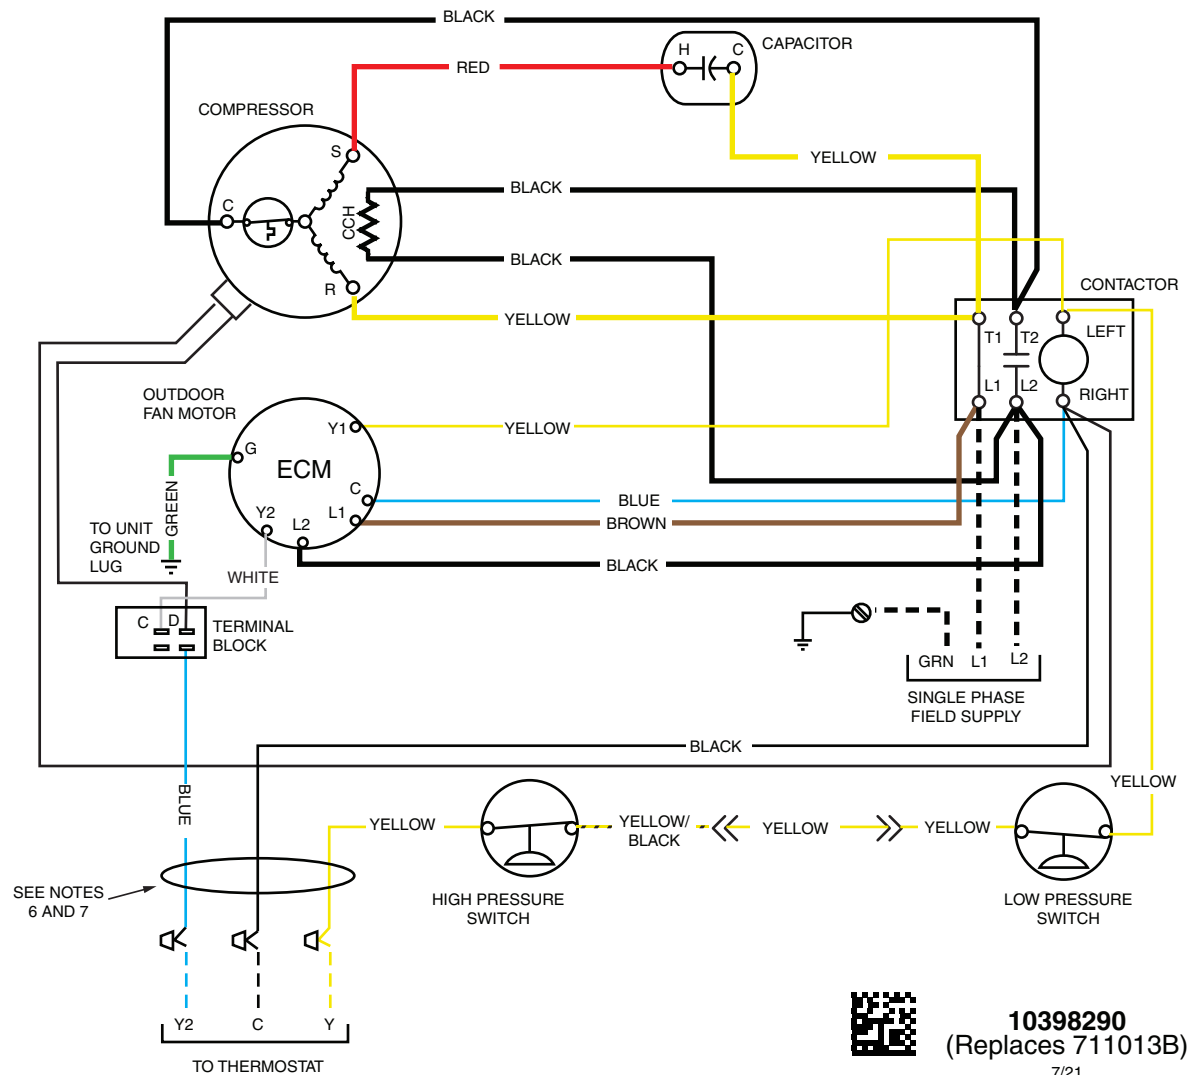 BLACK
CAPACITOR
H
C
RED
COMPRESSOR
S
YELLOW
BLACK
C
CCH
BLACK
R
CONTACTOR
YELLOW
T1
T2
LEFT
L1
L2
RIGHT
OUTDOOR
FAN MOTOR
Y1
YELLOW
G
ECM
C
BLUE
Y2
L2
L1
BROWN
GREEN
TO UNIT
GROUND
LUG
BLACK
WHITE
C
D
TERMINAL
BLOCK
GRN
L1
L2
SINGLE PHASE
FIELD SUPPLY
BLACK
BLUE
YELLOW
YELLOW
YELLOW/
BLACK
YELLOW
YELLOW
SEE NOTES
6 AND 7
HIGH PRESSURE
SWITCH
LOW PRESSURE
SWITCH
Y2
C
Y
TO THERMOSTAT
10398290
(Replaces 711013B)
7/21